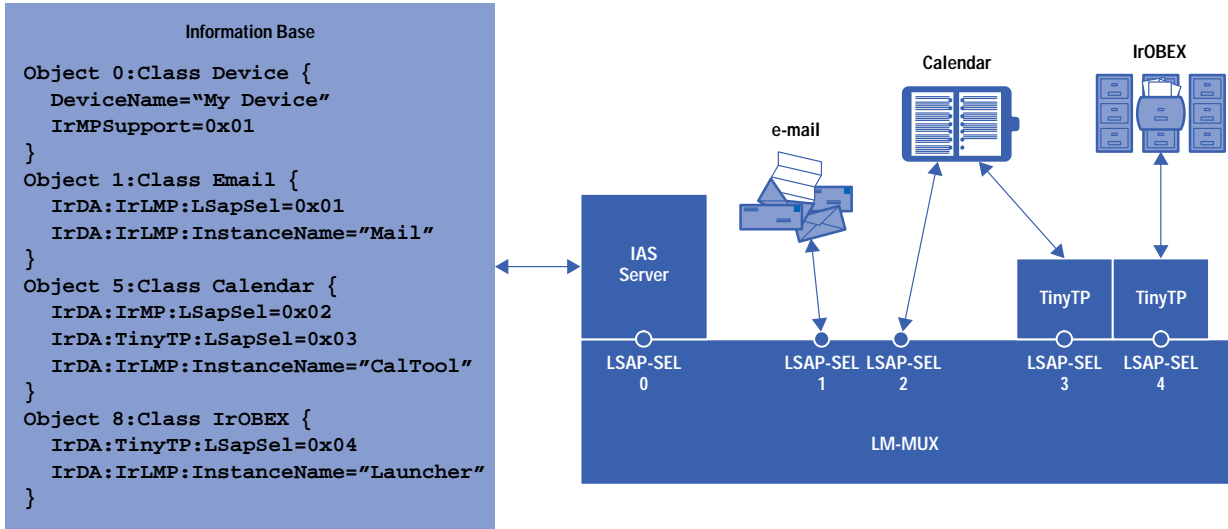 Information Base
Object 0:Class Device {
DeviceName=“My Device”
IrMPSupport=0x01
}
Object 1:Class Email {
IrDA:IrLMP:LSapSel=0x01
IrDA:IrLMP:InstanceName=”Mail”
}
Object 5:Class Calendar {
IrDA:IrMP:LSapSel=0x02
IrDA:TinyTP:LSapSel=0x03
IrDA:IrLMP:InstanceName=”CalTool”
}
Object 8:Class IrOBEX {
IrDA:TinyTP:LSapSel=0x04
IrDA:IrLMP:InstanceName=”Launcher”
}
IAS
Server
e-mail
Calendar
IrOBEX
TinyTP
TinyTP
LSAP-SEL
0
LSAP-SEL
1
LSAP-SEL
2
LSAP-SEL
3
LSAP-SEL
4
LM-MUX